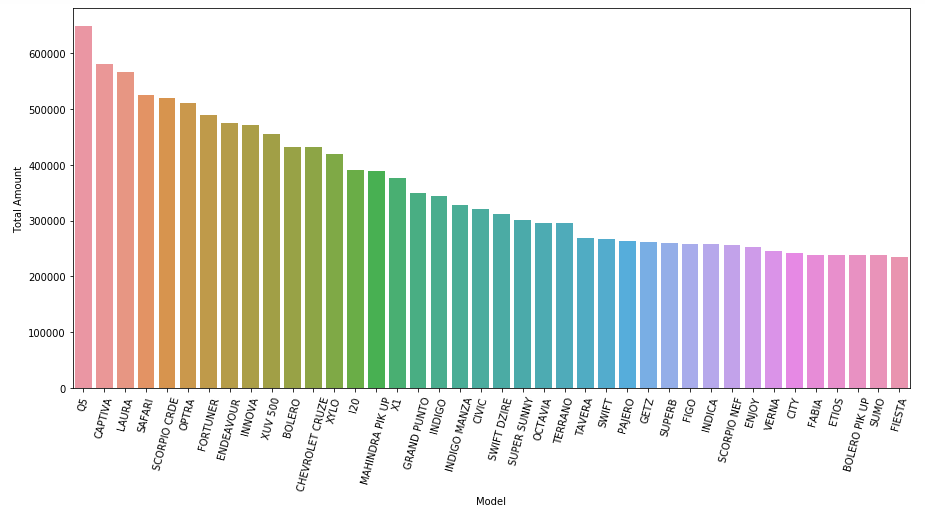 600000
500000
400000
300000
200000
100000
0
Total Amount
Q5
CAPTIVA
LAURA
SAFARI
SCORPIO CRDE
OPTRA
FORTUNER
ENDEAVOUR
INNOVA
XUV 500
BOLERO
CHEVROLET CRUZE
XYLO
I20
MAHINDRA PIK UP
X1
GRAND PUNTO
INDIGO
INDIGO MANZA
CIVIC
SWIFT DZIRE
SUPER SUNNY
OCTAVIA
TERRANO
TAVERA
SWIFT
PAJERO
GETZ
SUPERB
FIGO
INDICA
SCORPIO NEF
ENJOY
VERNA
CITY
FABIA
ETIOS
BOLERO PIK UP
SUMO
FIESTA
Model